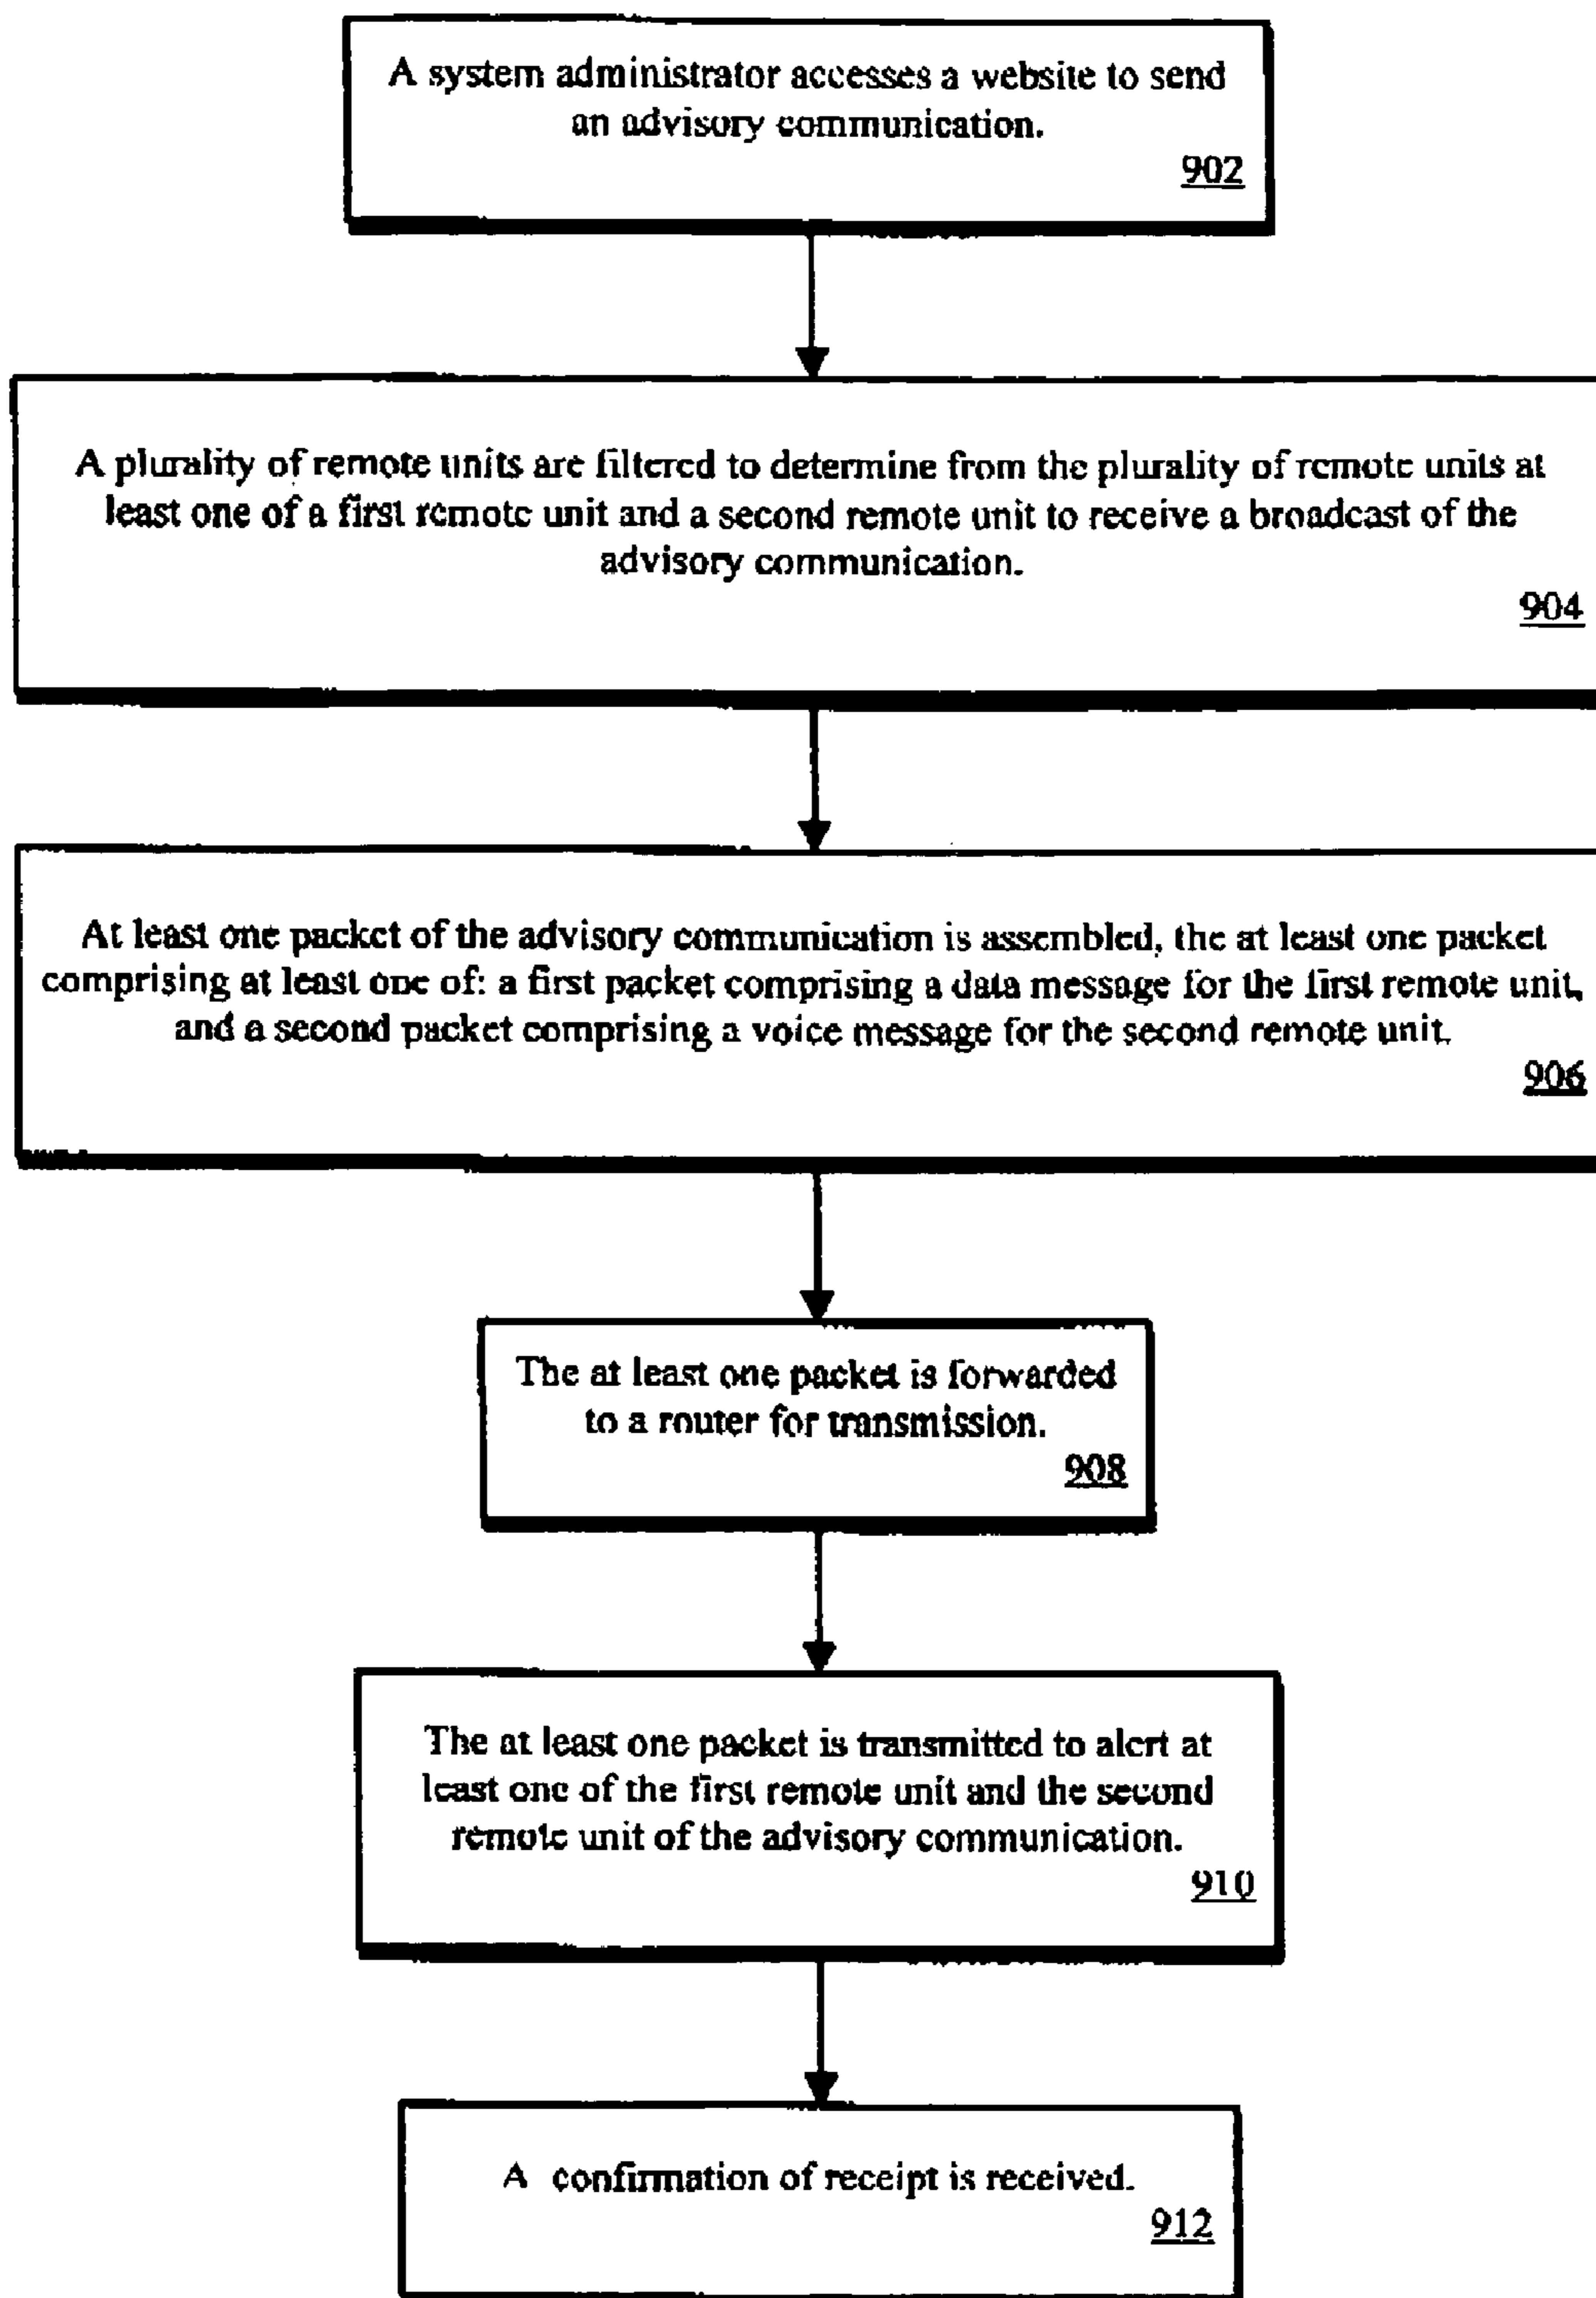 A system administrator accesses a website to send
an advisory communication.
902
A plurality of remote units are filtered to determine from the plurality of remote units at
least one of a first remote unit and a second remote unit to receive a broadcast of the
advisory communication.
904
At least one packet of the advisory communication is assembled, the at least one packet
comprising at least one of: a first packet comprising a data message for the first remote unit,
and a second packet comprising a voice message for the second remote unit.
906
The at least one packet is forwarded
to a router for transmission.
908
The at least one packet is transmitted to alert at
least one of the first remote unit and the second
remote unit of the advisory communication.
910
A confirmation of receipt is received.
912